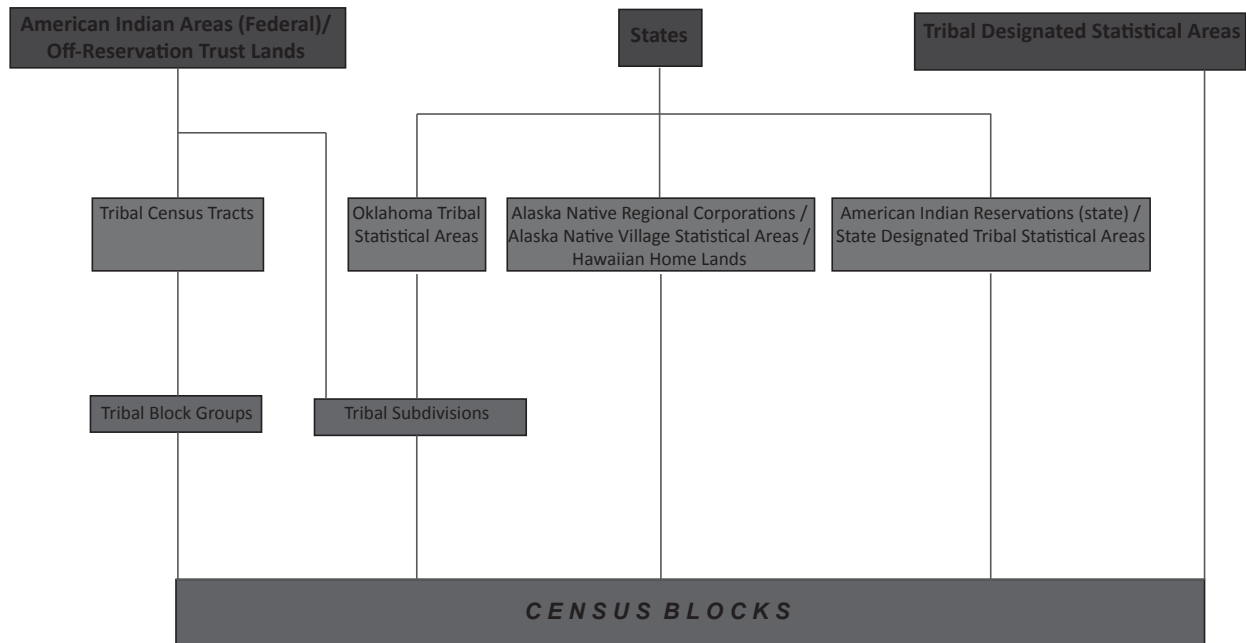 American Indian Areas (Federal)/
Off-Reservation Trust Lands
States
Tribal Designated Statistical Areas
Tribal Census Tracts
Oklahoma Tribal
Statistical Areas
Alaska Native Regional Corporations /
Alaska Native Village Statistical Areas /
Hawaiian Home Lands
American Indian Reservations (state) /
State Designated Tribal Statistical Areas
Tribal Block Groups
Tribal Subdivisions
CENSUS BLOCKS